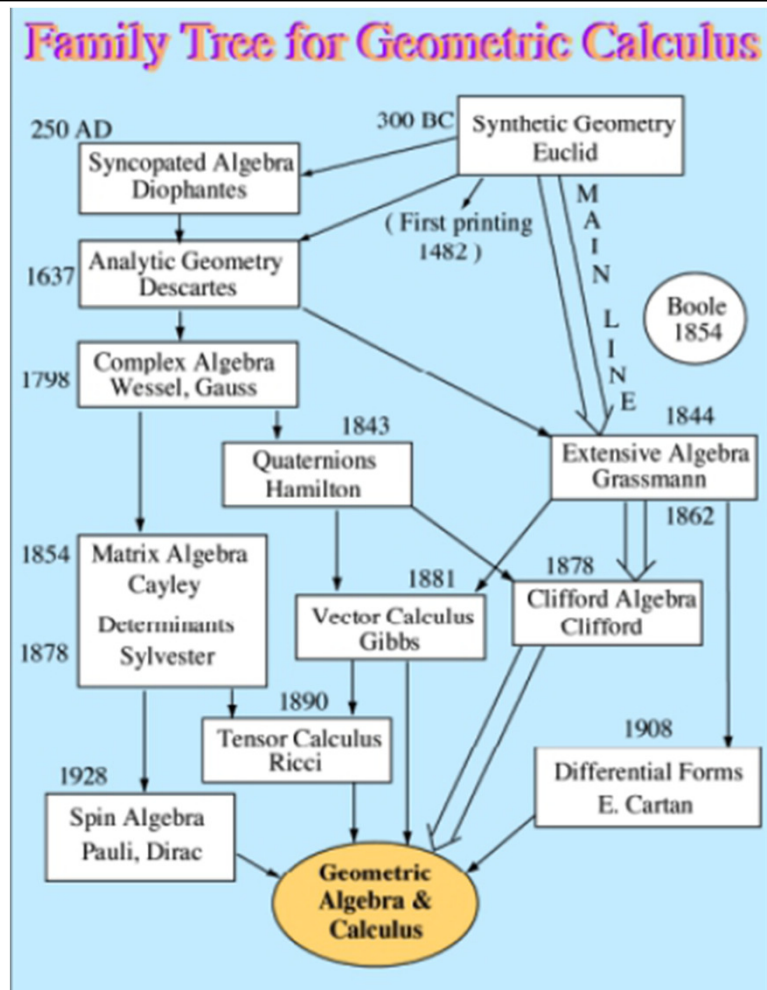 Family Tree for Geometric Calculus
300 BC
Synthetic Geometry
Euclid
250 AD
Syncopated Algebra
Diophantes
( First printing
1482 )
MAIN LINE
1637
Analytic Geometry
Descartes
Boole
1854
1798
Complex Algebra
Wessel, Gauss
1843
Quaternions
Hamilton
1844
Extensive Algebra
Grassmann
1862
1854
Matrix Algebra
Cayley
Determinants
1878
Sylvester
1881
Vector Calculus
Gibbs
1878
Clifford Algebra
Clifford
1890
Tensor Calculus
Ricci
1908
Differential Forms
E. Cartan
1928
Spin Algebra
Pauli, Dirac
Geometric
Algebra &
Calculus